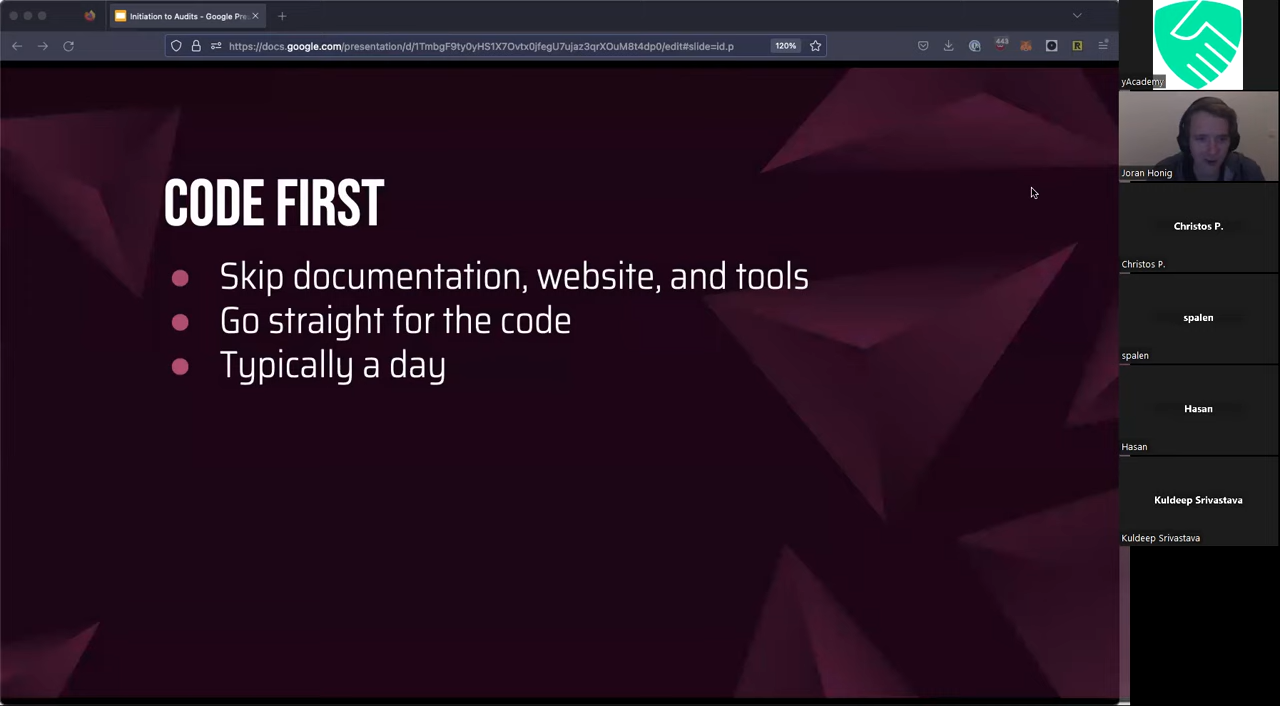 Initiation to Audits - Google Pre
https://docs.google.com/presentation/d/1TmbgF9ty0yHS1X7Ovtx0jfegU7ujaz3qrXOuM8t4dp0/edit#slide=id.p
120%
443
CODE FIRST
Skip documentation, website, and tools
Go straight for the code
Typically a day
yAcademy
Joran Honig
Christos P.
Christos P.
spalen
spalen
Hasan
Hasan
Kuldeep Srivastava
Kuldeep Srivastava